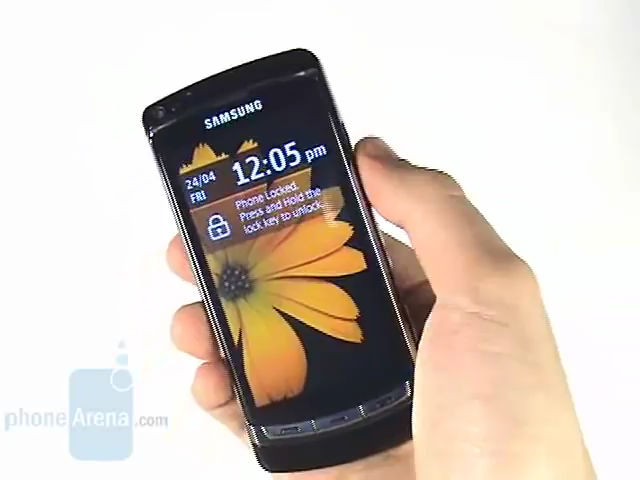 SAMSUNG
24/04
FRI
12:05 pm
Phone Locked.
Press and Hold the
lock key to unlock.
phoneArena.com